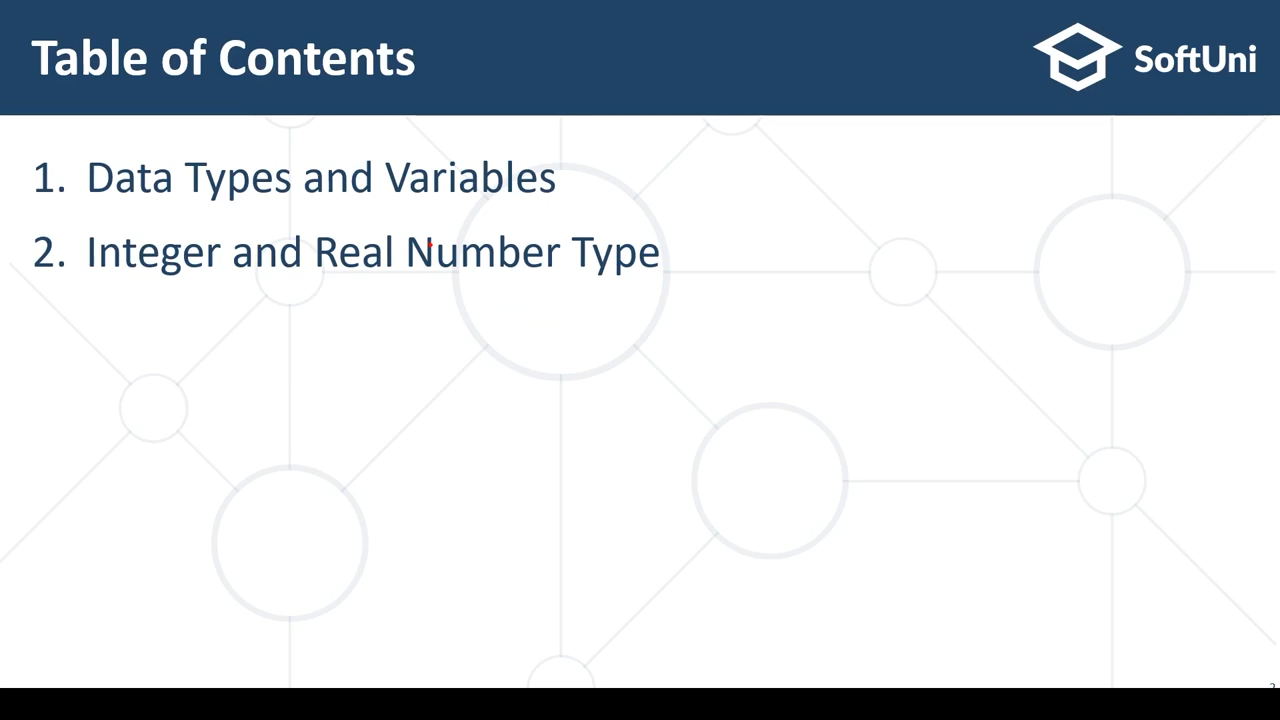 Table of Contents
SoftUni
1. Data Types and Variables
2. Integer and Real Number Type